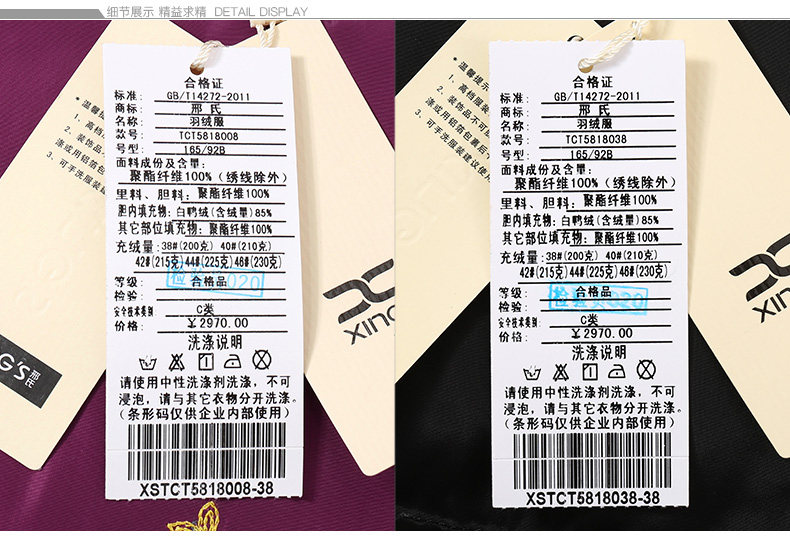 细节展示 精益求精 DETAIL DISPLAY
合格证
标准: GB/T14272-2011
商标: 邢 氏
名称: 羽绒服
款号: TCT5818008
号型: 165/92B
面料成份及含量:
聚酯纤维100%（绣线除外）
里料、胆料: 聚酯纤维100%
胆内填充物: 白鸭绒(含绒量)85%
其它部位填充物: 聚酯纤维100%
充绒量: 38#(200克) 40#(210克)
42#(215克) 44#(225克) 46#(230克)
等级: 合格品
检验:
检验员020
安全技术类别: C类
价格: ¥2970.00
洗涤说明
请使用中性洗涤剂洗涤，不可
浸泡，请与其它衣物分开洗涤。
（条形码仅供企业内部使用）
XSTCT5818008-38
G'S 邢氏
XING
合格证
标准: GB/T14272-2011
商标: 邢 氏
名称: 羽绒服
款号: TCT5818038
号型: 165/92B
面料成份及含量:
聚酯纤维100%（绣线除外）
里料、胆料: 聚酯纤维100%
胆内填充物: 白鸭绒(含绒量)85%
其它部位填充物: 聚酯纤维100%
充绒量: 38#(200克) 40#(210克)
42#(215克) 44#(225克) 46#(230克)
等级: 合格品
检验:
检验员020
安全技术类别: C类
价格: ¥2970.00
洗涤说明
请使用中性洗涤剂洗涤，不可
浸泡，请与其它衣物分开洗涤。
（条形码仅供企业内部使用）
XSTCT5818038-38
XING